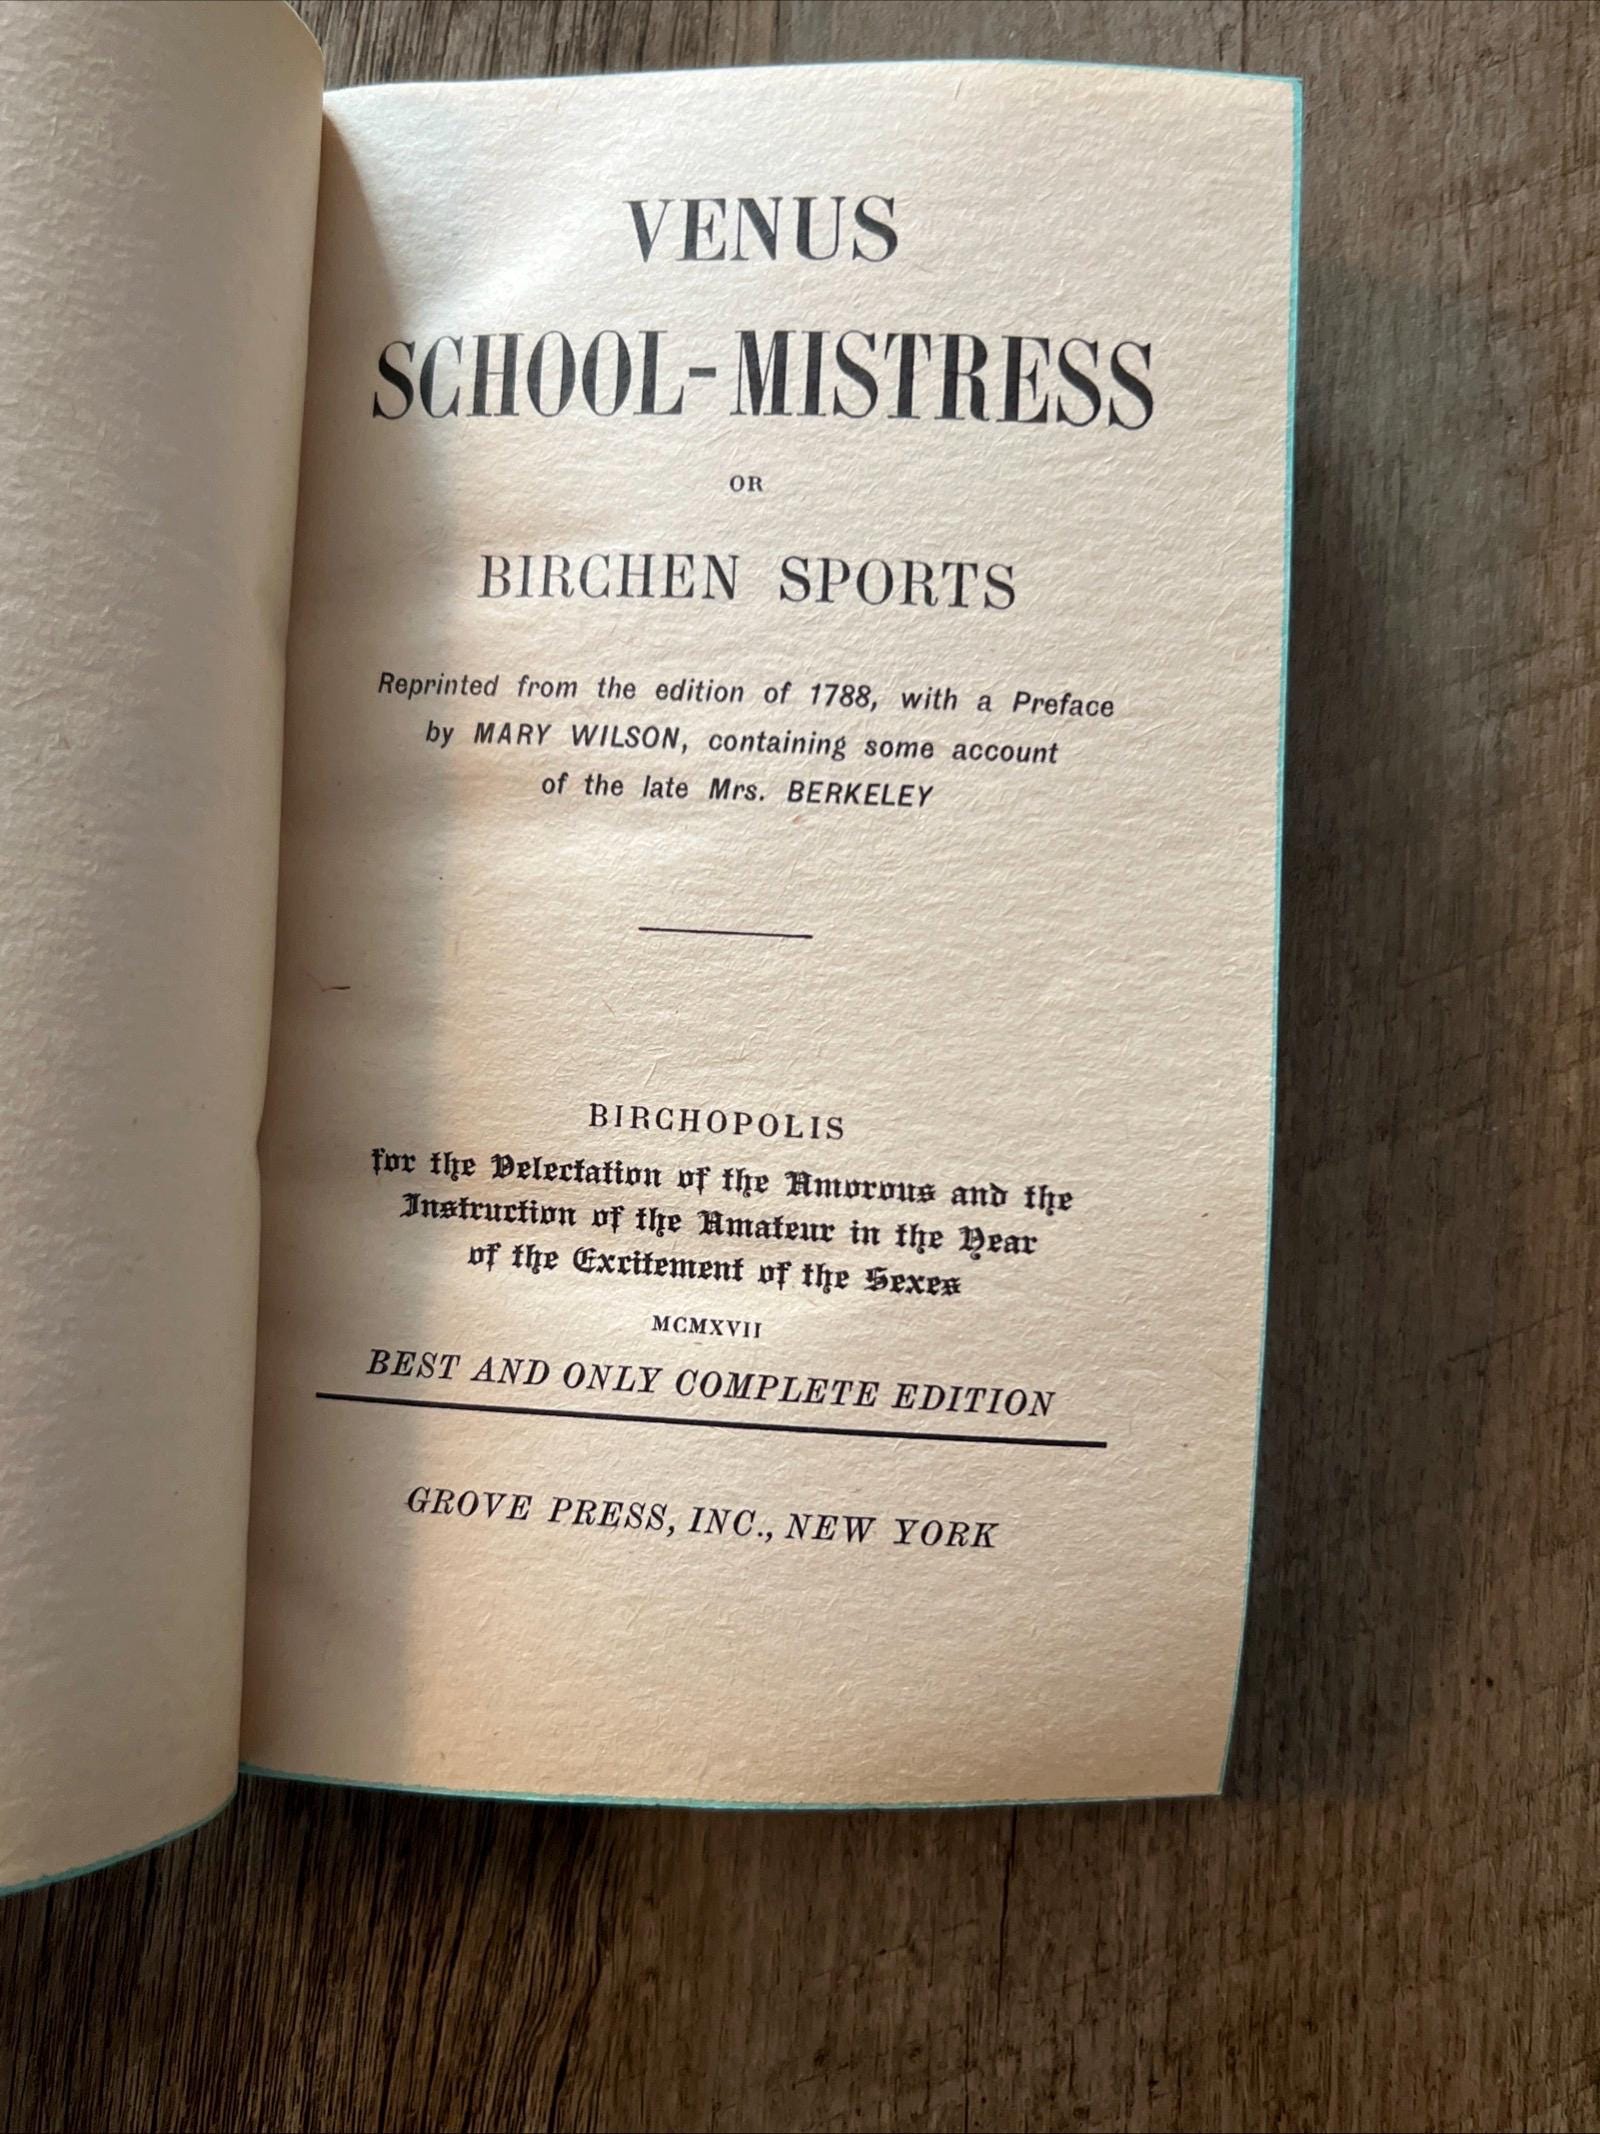 VENUS
SCHOOL-MISTRESS
OR
BIRCHEN SPORTS
Reprinted from the edition of 1788, with a Preface
by MARY WILSON, containing some account
of the late Mrs. BERKELEY
BIRCHOPOLIS
for the Delectation of the Amorous and the
Instruction of the Amateur in the Year
of the Excitement of the Sexes
MCMXVII
BEST AND ONLY COMPLETE EDITION
GROVE PRESS, INC., NEW YORK